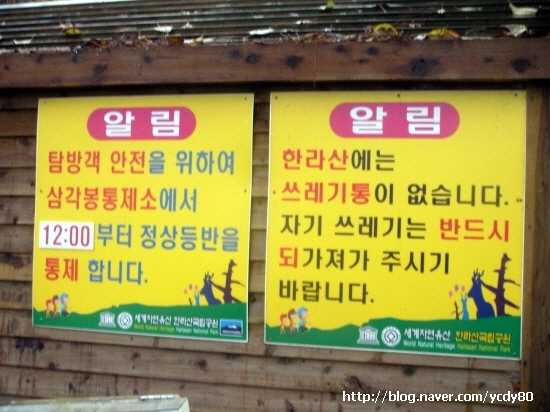 알림
탐방객 안전을 위하여
삼각봉통제소에서
12:00부터 정상등반을
통제 합니다.
세계자연유산 한라산국립공원
World Natural Heritage Hallasan National Park
알림
한라산에는
쓰레기통이 없습니다.
자기 쓰레기는 반드시
되가져가 주시기
바랍니다.
세계자연유산 한라산국립공원
World Natural Heritage Hallasan National Park
http://blog.naver.com/ycdy80